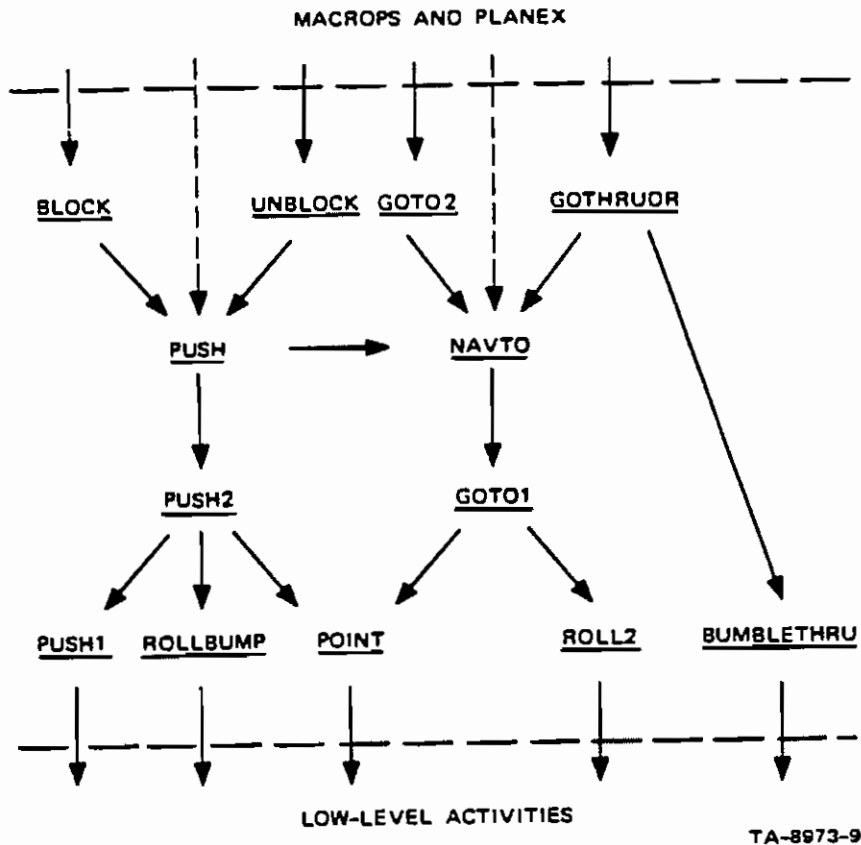 MACROPS AND PLANEX
BLOCK UNBLOCK GOTO2 GOTHRUDR
PUSH NAVTO
PUSH2 GOTO1
PUSH1 ROLLBUMP POINT ROLL2 BUMBLETHRU
LOW-LEVEL ACTIVITIES
TA-8973-9